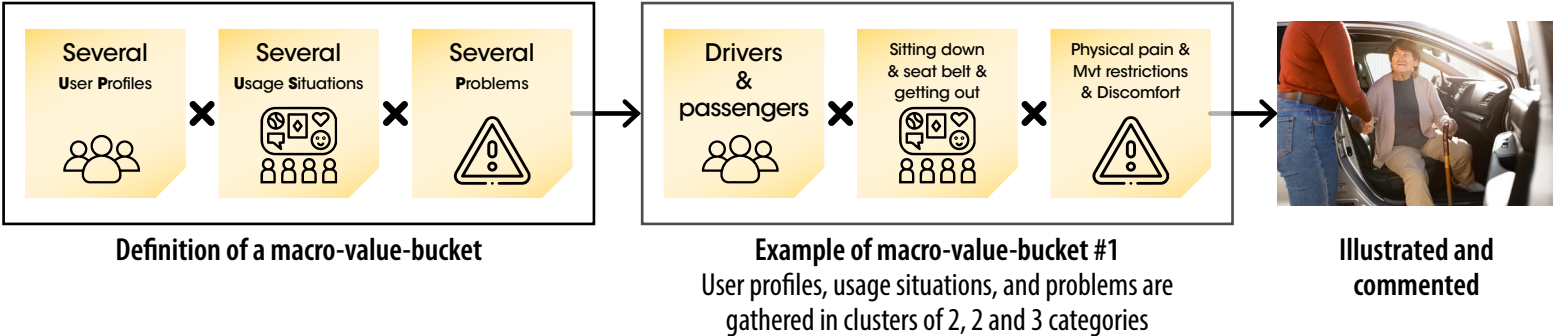 Several
User Profiles
Several
Usage Situations
Several
Problems
Definition of a macro-value-bucket
Drivers
&
passengers
Sitting down
& seat belt &
getting out
Physical pain &
Mvt restrictions
& Discomfort
Example of macro-value-bucket #1
User profiles, usage situations, and problems are
gathered in clusters of 2, 2 and 3 categories
Illustrated and
commented